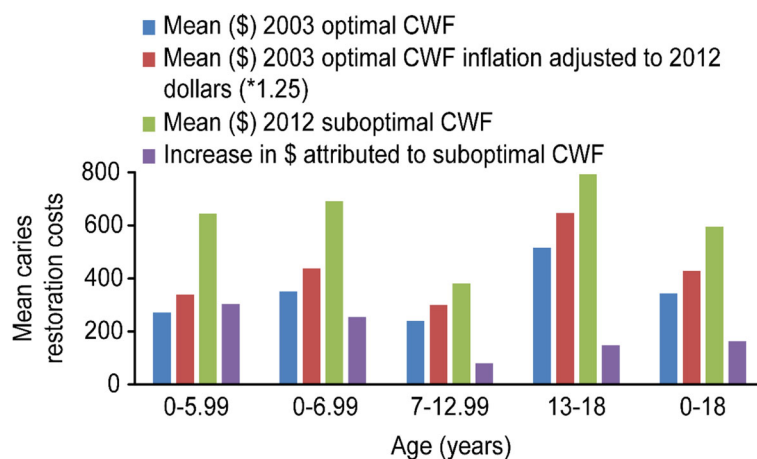 Mean ($) 2003 optimal CWF
Mean ($) 2003 optimal CWF inflation adjusted to 2012
dollars (*1.25)
Mean ($) 2012 suboptimal CWF
Increase in $ attributed to suboptimal CWF
Mean caries
restoration costs
800
600
400
200
0
0-5.99 0-6.99 7-12.99 13-18 0-18
Age (years)